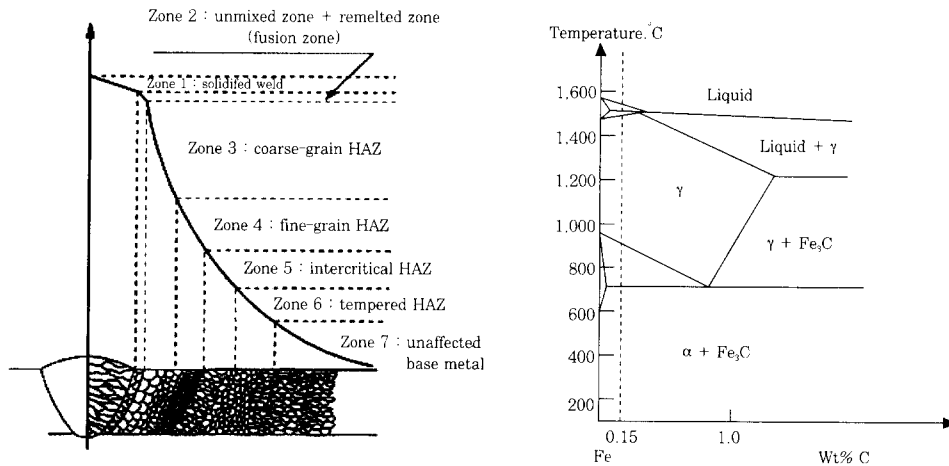 Zone 2 : unmixed zone + remelted zone
(fusion zone)
Zone 1 : solidifed weld
Zone 3 : coarse-grain HAZ
Zone 4 : fine-grain HAZ
Zone 5 : intercritical HAZ
Zone 6 : tempered HAZ
Zone 7 : unaffected
base metal
Temperature.°C
1,600
1.400
1.200
1.000
800
600
400
200
Liquid
Liquid + γ
γ
γ + Fe₃C
α + Fe₃C
0.15
1.0
Fe
Wt% C